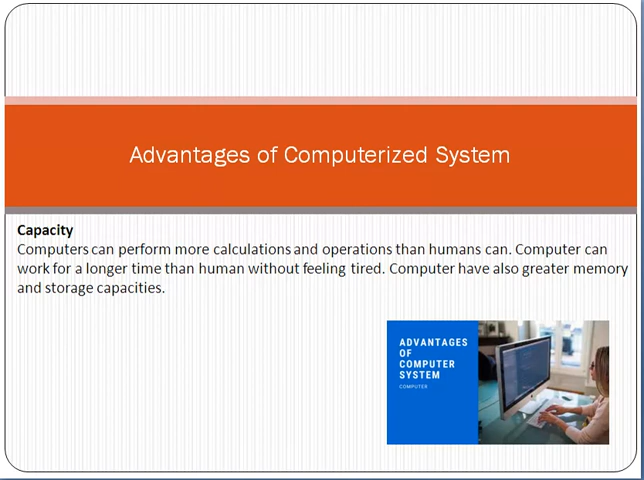 Advantages of Computerized System
Capacity
Computers can perform more calculations and operations than humans can. Computer can
work for a longer time than human without feeling tired. Computer have also greater memory
and storage capacities.
ADVANTAGES
OF
COMPUTER
SYSTEM
COMPUTER